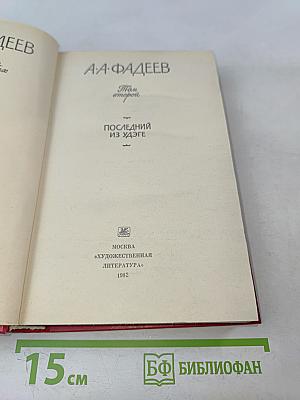 ДЕЕВ
А·А·ФАДЕЕВ
Том
второй
ПОСЛЕДНИЙ
ИЗ УДЭГЕ
МОСКВА
«ХУДОЖЕСТВЕННАЯ
ЛИТЕРАТУРА»
1982
15 см
БФ БИБЛИОФАН